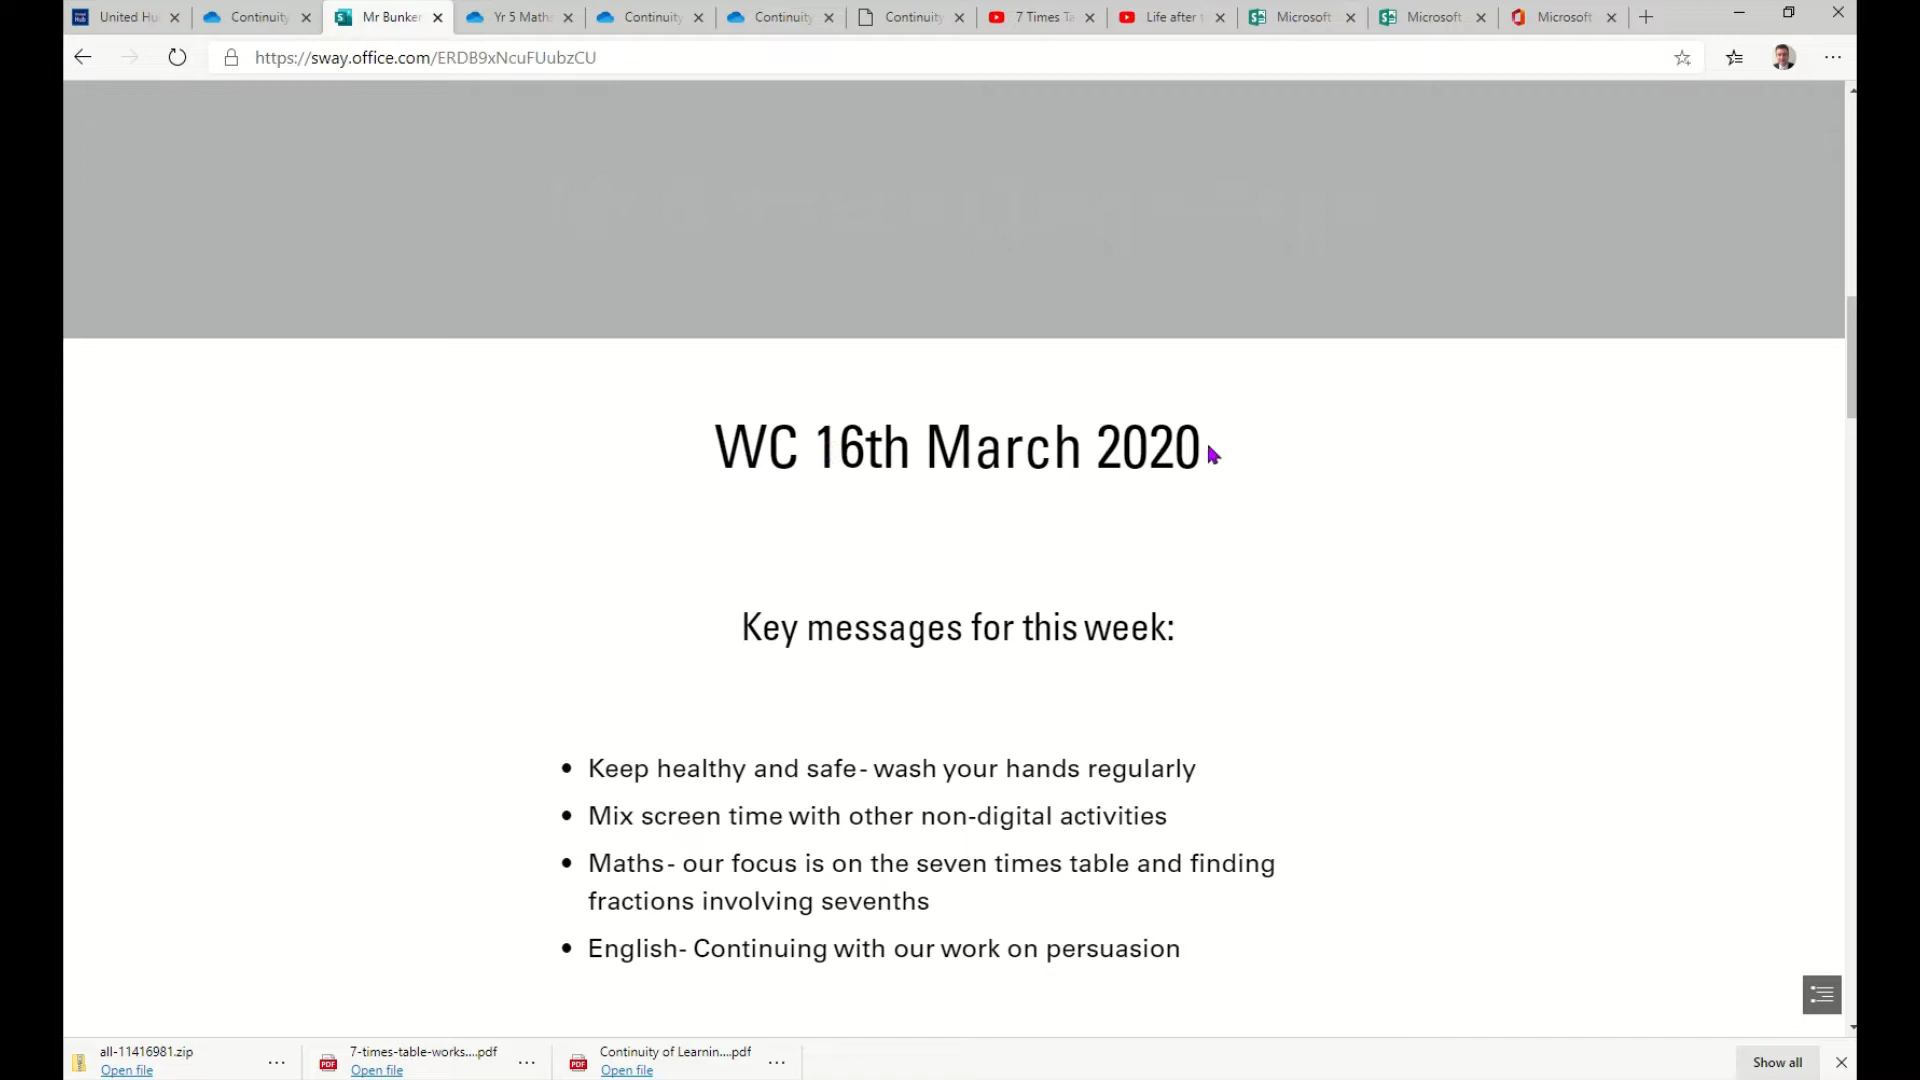 United Hu
Continuity
Mr Bunker
Yr 5 Maths
Continuity
Continuity
Continuity
7 Times Ta
Life after
Microsoft
Microsoft
Microsoft
https://sway.office.com/ERDB9xNcuFUubzCU
WC 16th March 2020
Key messages for this week:
• Keep healthy and safe- wash your hands regularly
• Mix screen time with other non-digital activities
• Maths- our focus is on the seven times table and finding
fractions involving sevenths
• English- Continuing with our work on persuasion
all-11416981.zip
Open file
7-times-table-works....pdf
Open file
Continuity of Learnin....pdf
Open file
Show all